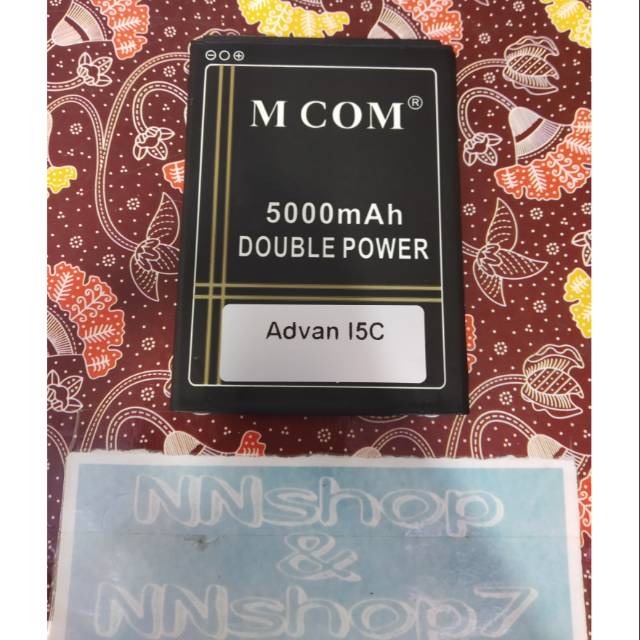 M COM®
5000mAh
DOUBLE POWER
Advan I5C
NNshop
&
NNshop7